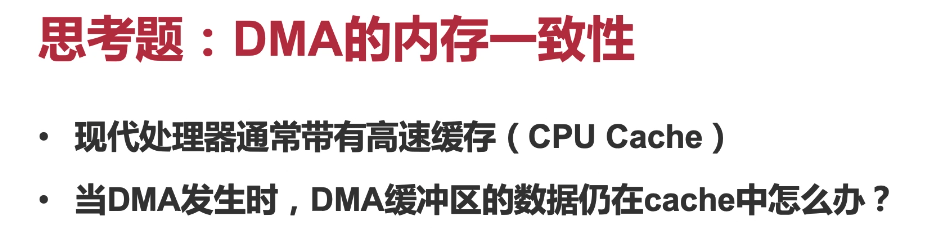 思考题：DMA的内存一致性
• 现代处理器通常带有高速缓存（CPU Cache）
• 当DMA发生时，DMA缓冲区的数据仍在cache中怎么办？